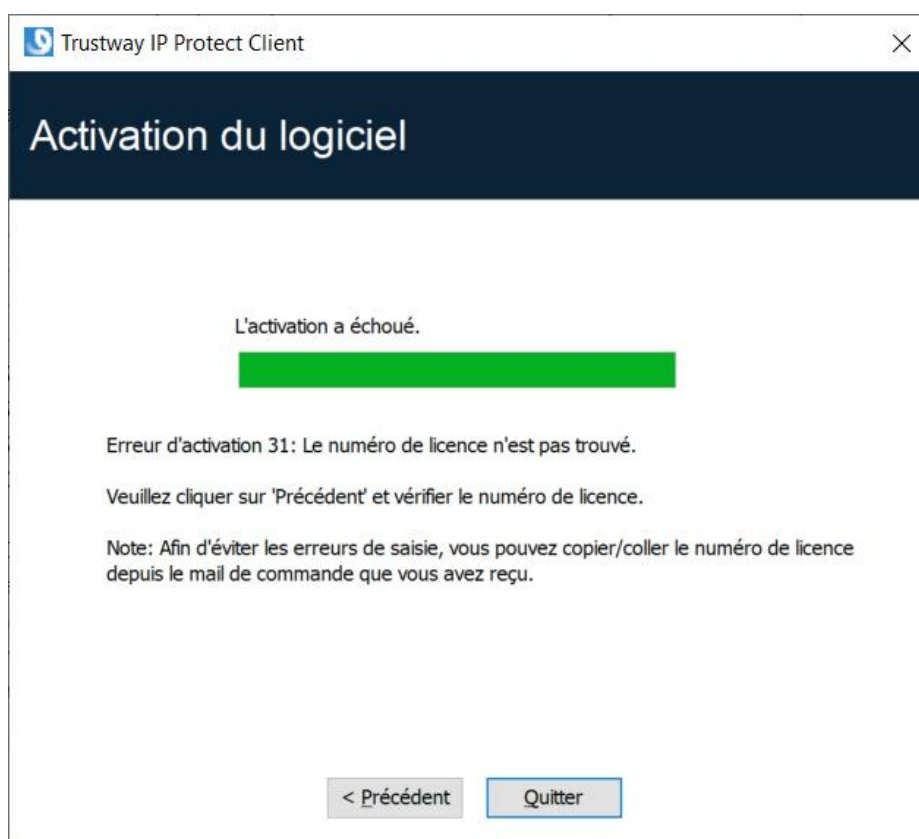 Trustway IP Protect Client
Activation du logiciel
L'activation a échoué.
Erreur d'activation 31: Le numéro de licence n'est pas trouvé.
Veuillez cliquer sur 'Précédent' et vérifier le numéro de licence.
Note: Afin d'éviter les erreurs de saisie, vous pouvez copier/coller le numéro de licence
depuis le mail de commande que vous avez reçu.
< Précédent
Quitter